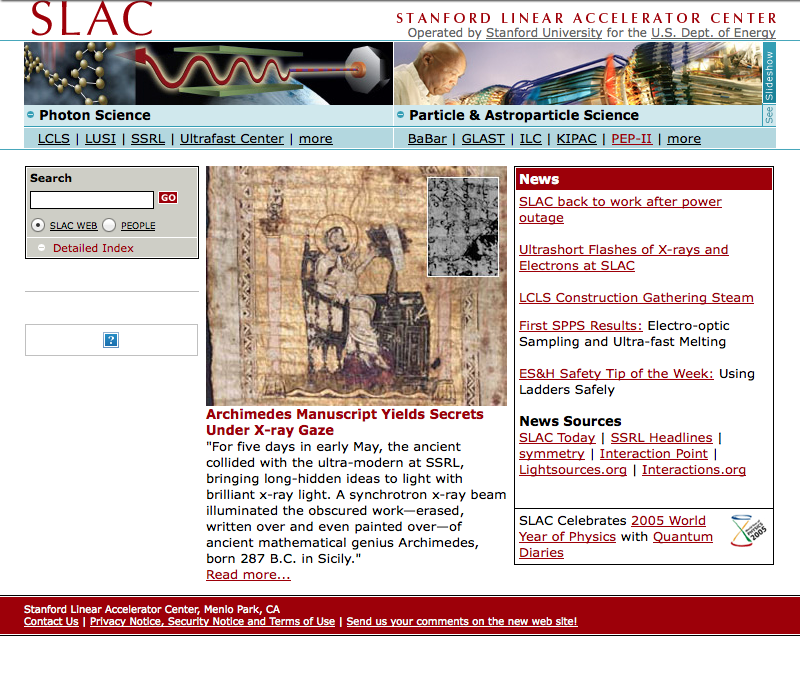 SLAC
STANFORD LINEAR ACCELERATOR CENTER
Operated by Stanford University for the U.S. Dept. of Energy
See Slideshow
Photon Science
LCLS | LUSI | SSRL | Ultrafast Center | more
Particle & Astroparticle Science
BaBar | GLAST | ILC | KIPAC | PEP-II | more
Search
GO
SLAC WEB PEOPLE
Detailed Index
?
Archimedes Manuscript Yields Secrets
Under X-ray Gaze
"For five days in early May, the ancient
collided with the ultra-modern at SSRL,
bringing long-hidden ideas to light with
brilliant x-ray light. A synchrotron x-ray beam
illuminated the obscured work—erased,
written over and even painted over—of
ancient mathematical genius Archimedes,
born 287 B.C. in Sicily."
Read more...
News
SLAC back to work after power
outage
Ultrashort Flashes of X-rays and
Electrons at SLAC
LCLS Construction Gathering Steam
First SPPS Results: Electro-optic
Sampling and Ultra-fast Melting
ES&H Safety Tip of the Week: Using
Ladders Safely
News Sources
SLAC Today | SSRL Headlines |
symmetry | Interaction Point |
Lightsources.org | Interactions.org
SLAC Celebrates 2005 World
Year of Physics with Quantum
Diaries
2005
Stanford Linear Accelerator Center, Menlo Park, CA
Contact Us | Privacy Notice, Security Notice and Terms of Use | Send us your comments on the new web site!